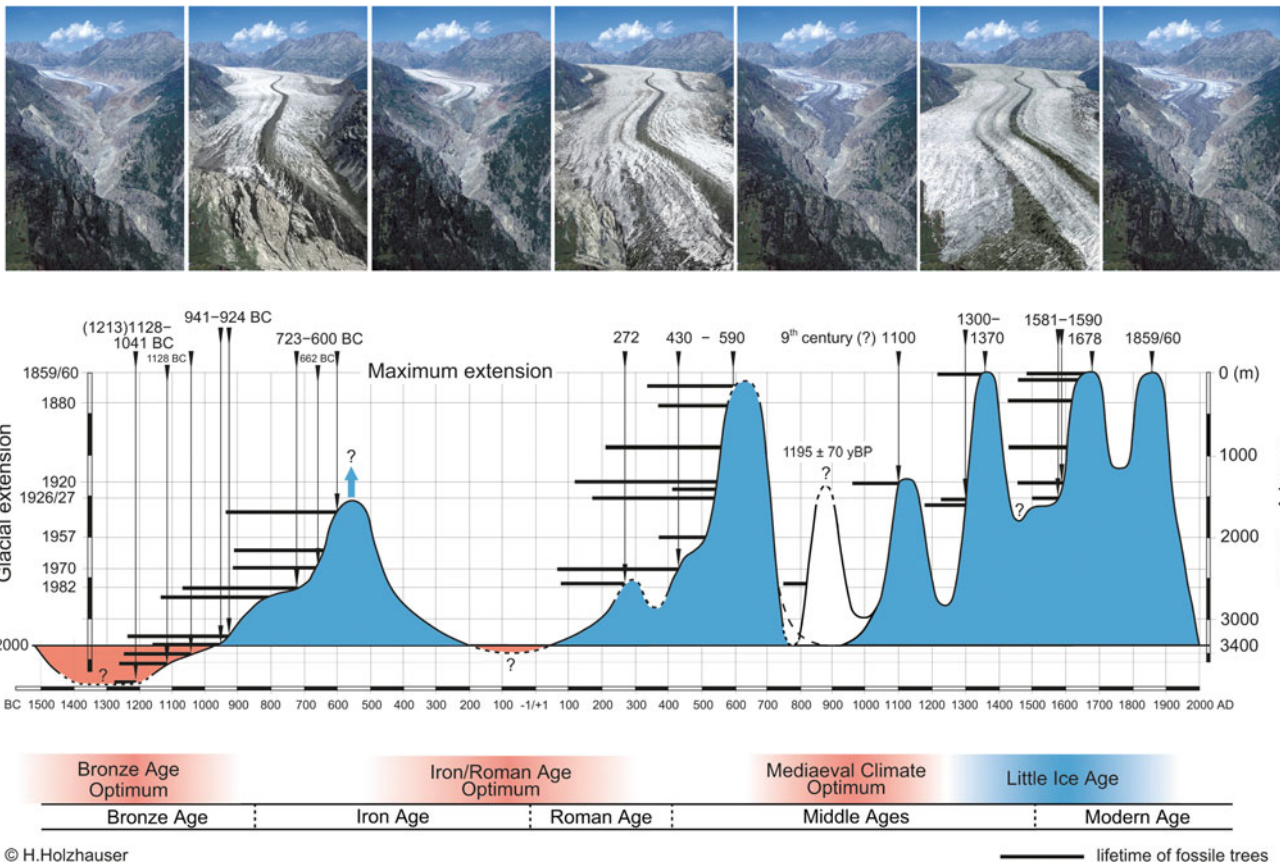 (1213)1128–
1041 BC
1128 BC
941–924 BC
723–600 BC
662 BC
272
430 – 590
9th century (?) 1100
1300–
1370
1581–1590
1678
1859/60
Maximum extension
1859/60
1880
1920
1926/27
1957
1970
1982
2000
Glacial extension
0 (m)
1000
2000
3000
3400
?
?
?
1195 ± 70 yBP
?
?
BC 1500 1400 1300 1200 1100 1000 900 800 700 600 500 400 300 200 100 -1/+1 100 200 300 400 500 600 700 800 900 1000 1100 1200 1300 1400 1500 1600 1700 1800 1900 2000 AD
Bronze Age
Optimum
Iron/Roman Age
Optimum
Mediaeval Climate
Optimum
Little Ice Age
Bronze Age
Iron Age
Roman Age
Middle Ages
Modern Age
© H.Holzhauser
lifetime of fossile trees